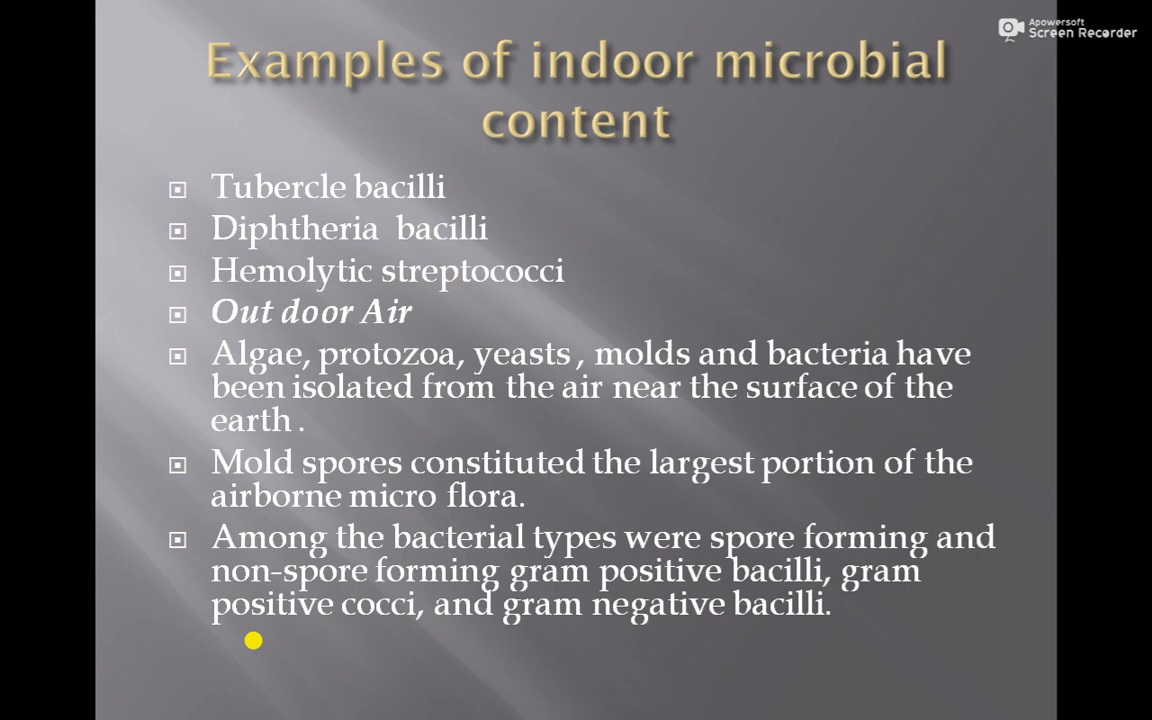 Apowersoft
Screen Recorder
Examples of indoor microbial
content
Tubercle bacilli
Diphtheria bacilli
Hemolytic streptococci
Out door Air
Algae, protozoa, yeasts , molds and bacteria have
been isolated from the air near the surface of the
earth .
Mold spores constituted the largest portion of the
airborne micro flora.
Among the bacterial types were spore forming and
non-spore forming gram positive bacilli, gram
positive cocci, and gram negative bacilli.